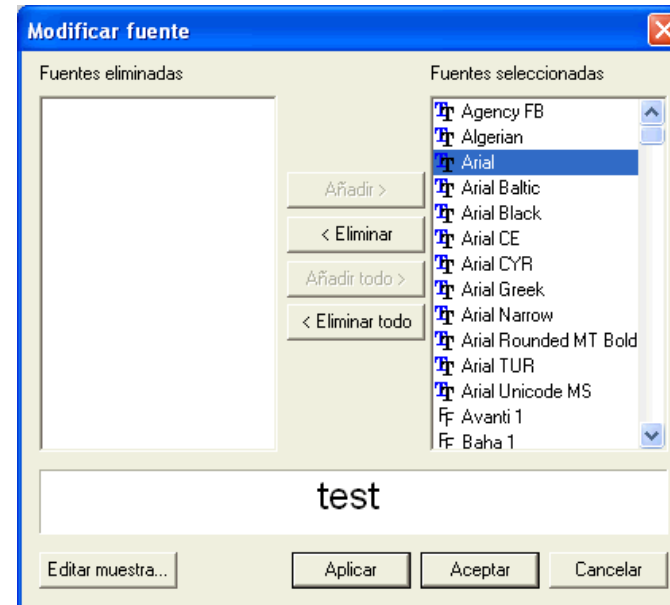 Modificar fuente
Fuentes eliminadas
Fuentes seleccionadas
Agency FB
Algerian
Arial
Arial Baltic
Arial Black
Arial CE
Arial CYR
Arial Greek
Arial Narrow
Arial Rounded MT Bold
Arial TUR
Arial Unicode MS
Avanti 1
Baha 1
Añadir >
< Eliminar
Añadir todo >
< Eliminar todo
test
Editar muestra...
Aplicar
Aceptar
Cancelar